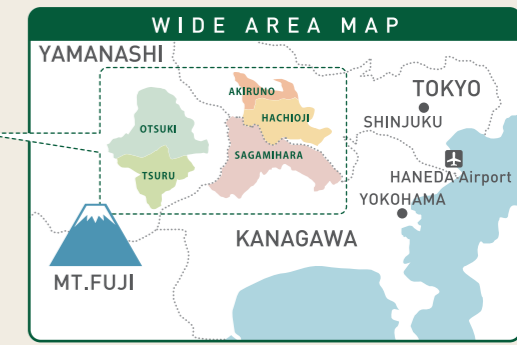 WIDE AREA MAP
YAMANASHI
AKIRUNO
TOKYO
HACHIOJI
SHINJUKU
OTSUKI
SAGAMIHARA
TSURU
HANEDA Airport
YOKOHAMA
KANAGAWA
MT.FUJI